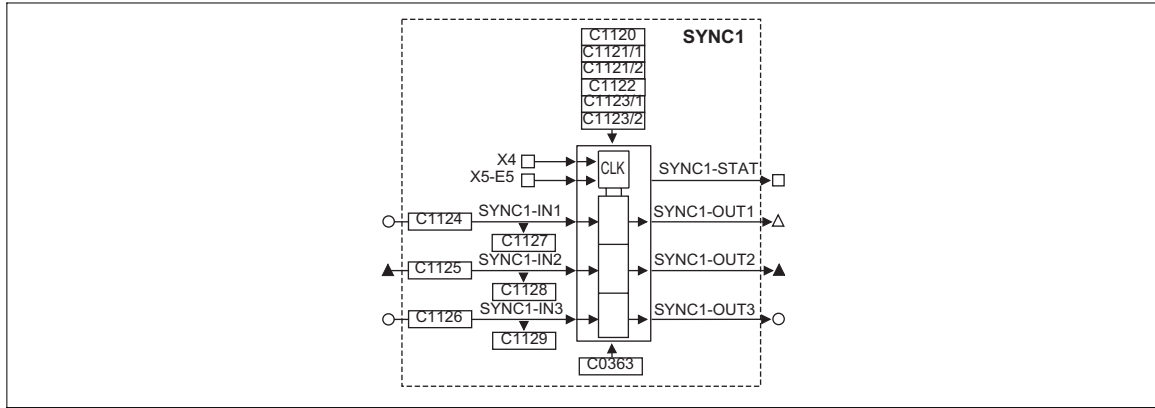 C1120
SYNC1
C1121/1
C1121/2
C1122
C1123/1
C1123/2
X4
CLK
SYNC1-STAT
X5-E5
C1124
SYNC1-IN1
SYNC1-OUT1
C1127
C1125
SYNC1-IN2
SYNC1-OUT2
C1128
C1126
SYNC1-IN3
SYNC1-OUT3
C1129
C0363